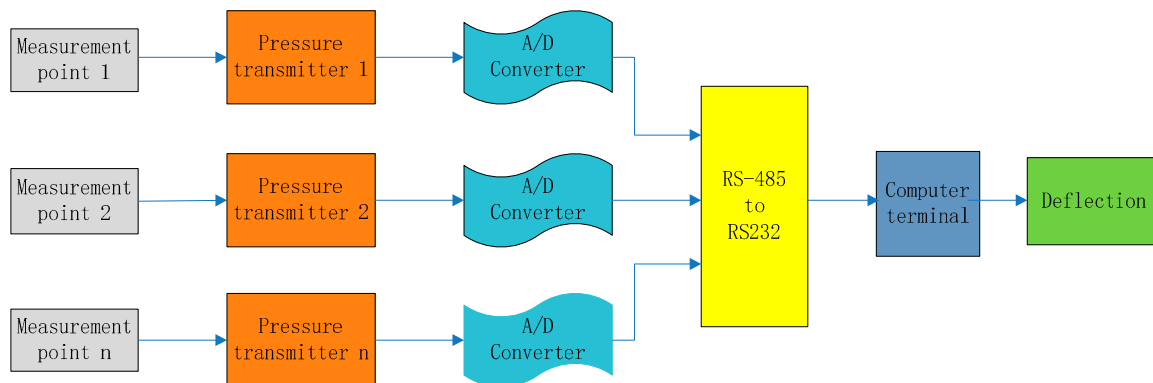 Measurement
point 1
Pressure
transmitter 1
A/D
Converter
Measurement
point 2
Pressure
transmitter 2
A/D
Converter
Measurement
point n
Pressure
transmitter n
A/D
Converter
RS-485
to
RS232
Computer
terminal
Deflection